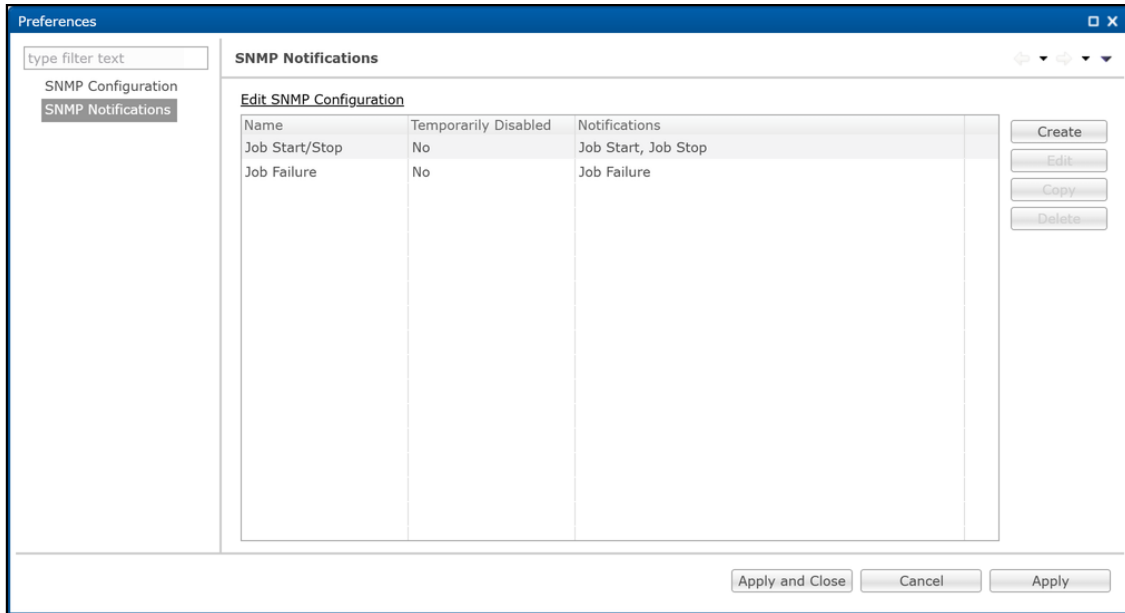 Preferences
type filter text
SNMP Configuration
SNMP Notifications
SNMP Notifications
Edit SNMP Configuration
Name Temporarily Disabled Notifications
Job Start/Stop No Job Start, Job Stop
Job Failure No Job Failure
Create
Edit
Copy
Delete
Apply and Close Cancel Apply